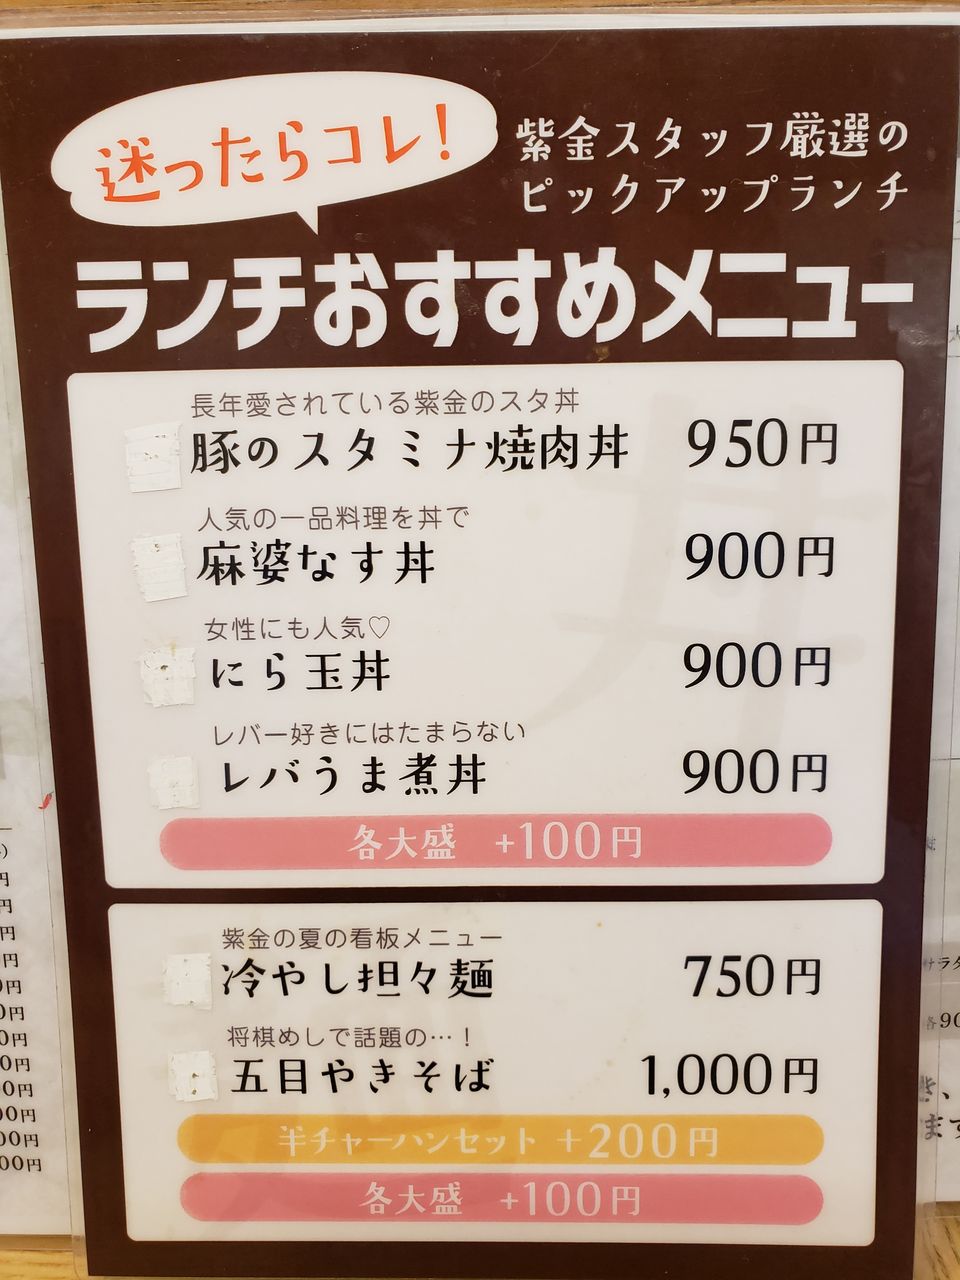 迷ったらコレ!
紫金スタッフ厳選の
ピックアップランチ
ランチおすすめメニュー
長年愛されている紫金のスタ丼
豚のスタミナ焼肉丼 950円
人気の一品料理を丼で
麻婆なす丼 900円
女性にも人気♡
にら玉丼 900円
レバー好きにはたまらない
レバうま煮丼 900円
各大盛 +100円
紫金の夏の看板メニュー
冷やし担々麺 750円
将棋めしで話題の…!
五目やきそば 1,000円
半チャーハンセット +200円
各大盛 +100円